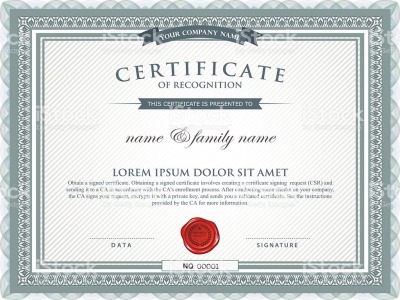 YOUR COMPANY NAME
CERTIFICATE
OF RECOGNITION
THIS CERTIFICATE IS PRESENTED TO
name & family name
LOREM IPSUM DOLOR SIT AMET
Obtain a signed certificate. Obtaining a signed certificate involves creating a certificate signing request (CSR) and
sending it to a CA in accordance with the CA's enrollment process. After conducting some checks on your company,
the CA signs your request, encrypts it with a private key, and sends you a validated certificate. See the instructions
provided by the CA for more information.
DATA
SIGNATURE
NO 00001
iStock